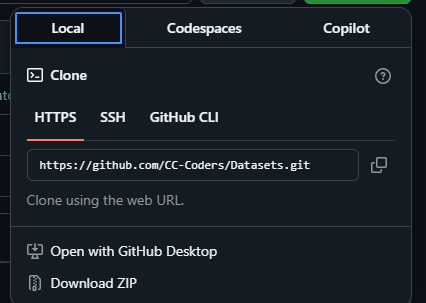 Local Codespaces Copilot
Clone
HTTPS SSH GitHub CLI
https://github.com/CC-Coders/Datasets.git
Clone using the web URL.
Open with GitHub Desktop
Download ZIP